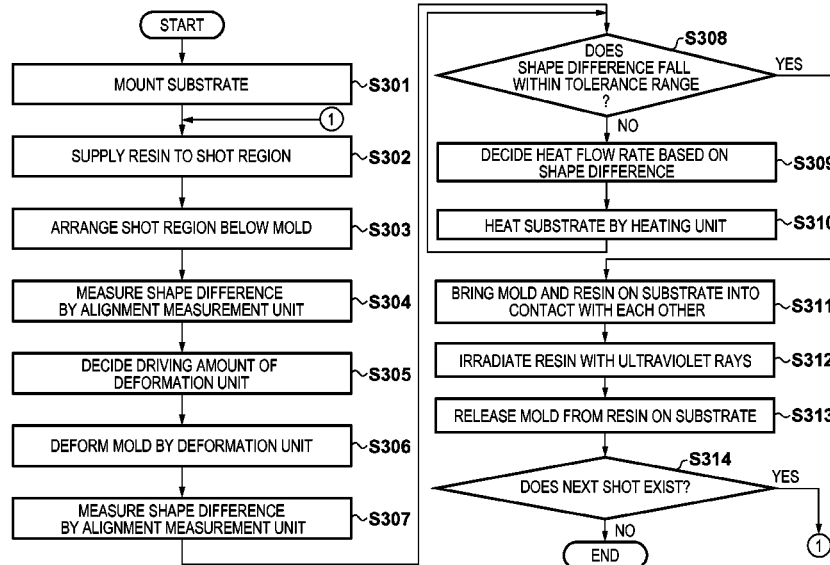 START
MOUNT SUBSTRATE
S301
1
SUPPLY RESIN TO SHOT REGION
S302
ARRANGE SHOT REGION BELOW MOLD
S303
MEASURE SHAPE DIFFERENCE
BY ALIGNMENT MEASUREMENT UNIT
S304
DECIDE DRIVING AMOUNT OF
DEFORMATION UNIT
S305
DEFORM MOLD BY DEFORMATION UNIT
S306
MEASURE SHAPE DIFFERENCE
BY ALIGNMENT MEASUREMENT UNIT
S307
S308
DOES
SHAPE DIFFERENCE FALL
WITHIN TOLERANCE RANGE
?
YES
NO
DECIDE HEAT FLOW RATE BASED ON
SHAPE DIFFERENCE
S309
HEAT SUBSTRATE BY HEATING UNIT
S310
BRING MOLD AND RESIN ON SUBSTRATE INTO
CONTACT WITH EACH OTHER
S311
IRRADIATE RESIN WITH ULTRAVIOLET RAYS
S312
RELEASE MOLD FROM RESIN ON SUBSTRATE
S313
S314
DOES NEXT SHOT EXIST?
YES
NO
END
1